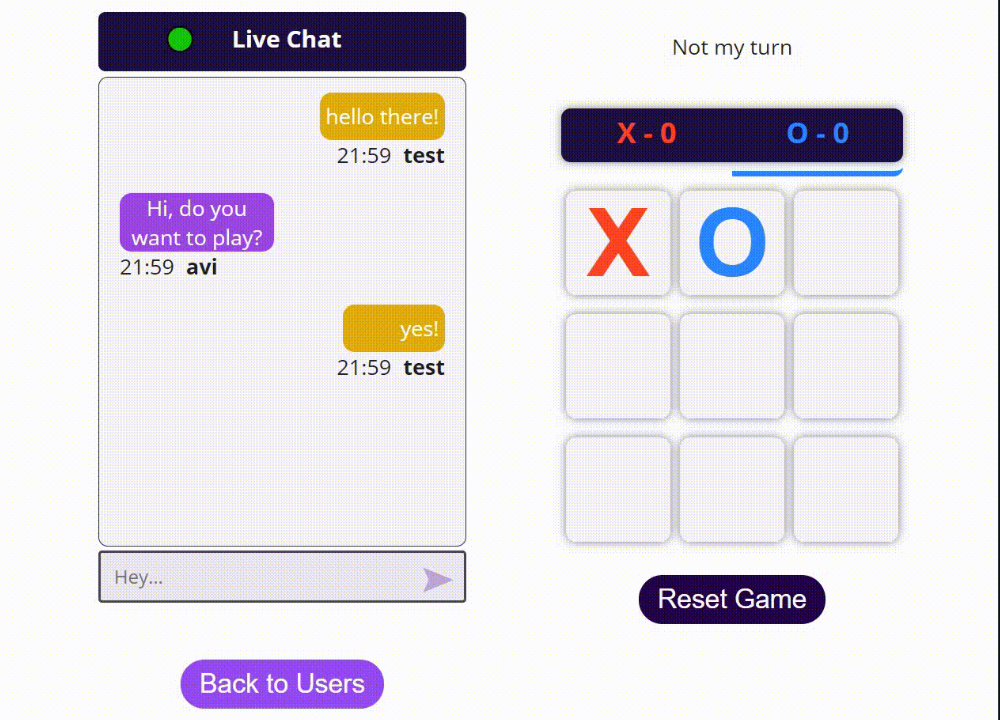 Live Chat
hello there!
21:59 test
Hi, do you
want to play?
21:59 avi
yes!
21:59 test
Hey...
Back to Users
Not my turn
X - 0 O - 0
X O
Reset Game